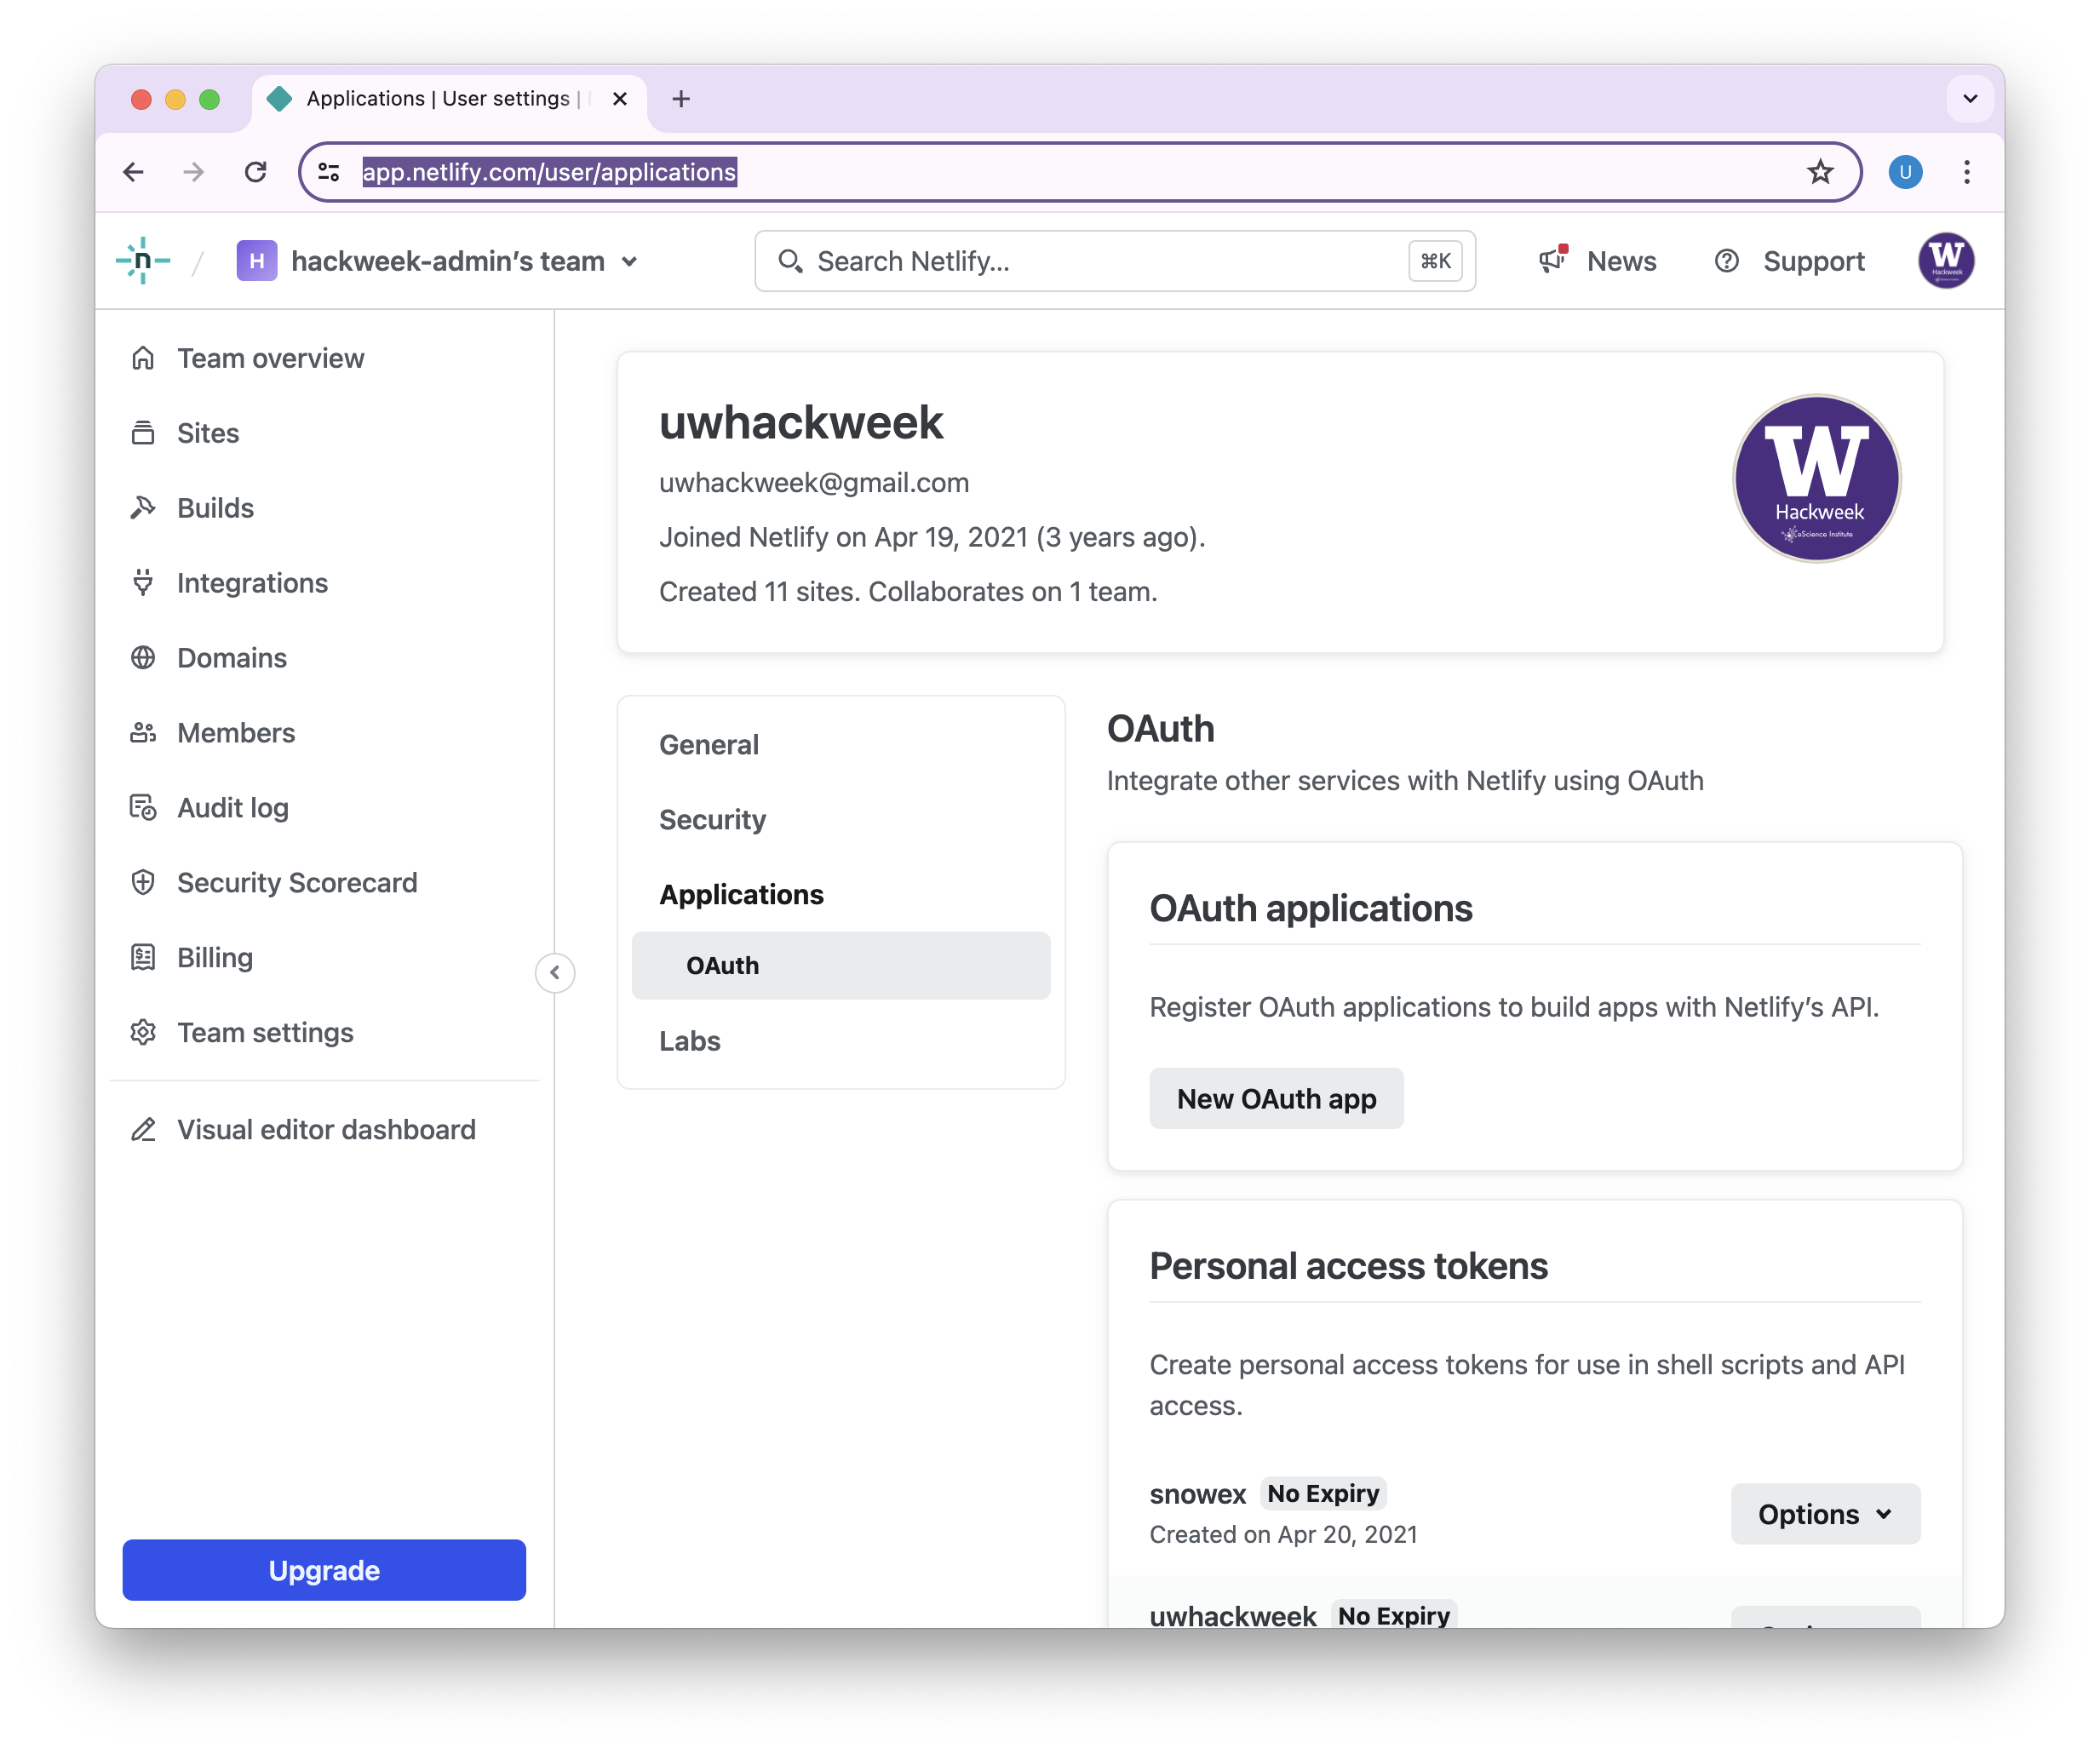 Applications | User settings |
app.netlify.com/user/applications
U
n
/
H
hackweek-admin’s team
Search Netlify...
⌘K
News
Support
W
Hackweek
Team overview
Sites
Builds
Integrations
Domains
Members
Audit log
Security Scorecard
Billing
Team settings
Visual editor dashboard
Upgrade
uwhackweek
uwhackweek@gmail.com
Joined Netlify on Apr 19, 2021 (3 years ago).
Created 11 sites. Collaborates on 1 team.
W
Hackweek
eScience Institute
General
Security
Applications
OAuth
Labs
OAuth
Integrate other services with Netlify using OAuth
OAuth applications
Register OAuth applications to build apps with Netlify’s API.
New OAuth app
Personal access tokens
Create personal access tokens for use in shell scripts and API
access.
snowex No Expiry
Created on Apr 20, 2021
Options
uwhackweek No Expiry